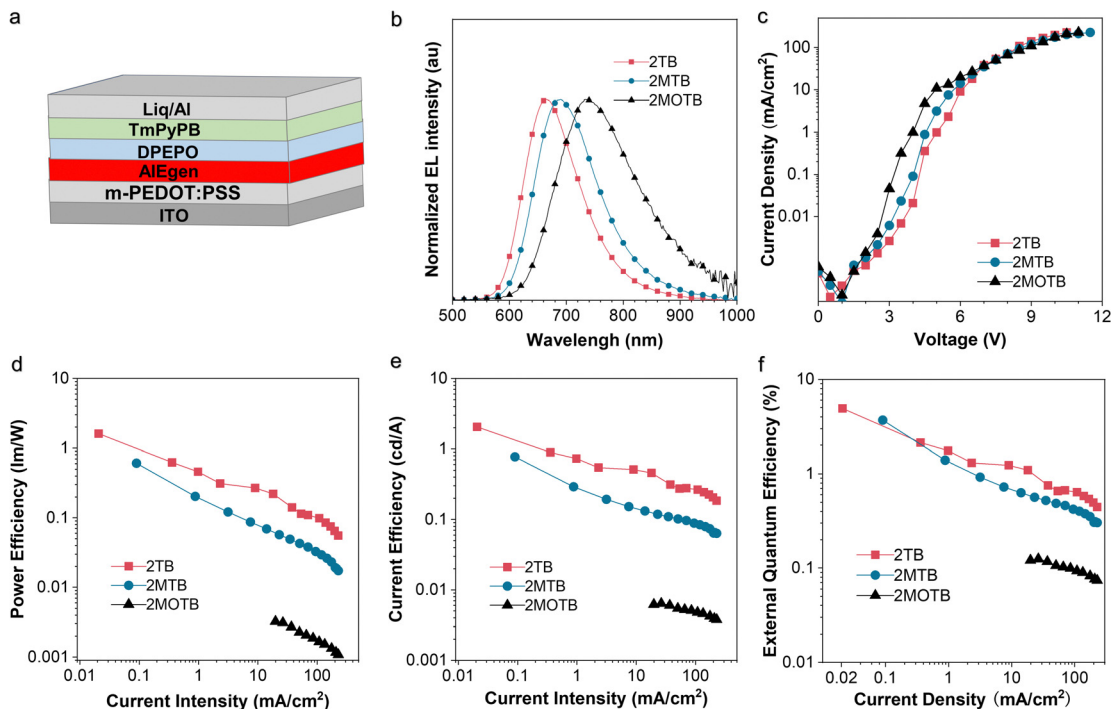 a
Liq/Al
TmPyPB
DPEPO
AIEgen
m-PEDOT:PSS
ITO
b
Normalized EL intensity (au)
2TB
2MTB
2MOTB
500 600 700 800 900 1000
Wavelengh (nm)
c
Current Density (mA/cm²)
100
10
1
0.1
0.01
2TB
2MTB
2MOTB
0 3 6 9 12
Voltage (V)
d
Power Efficiency (lm/W)
10
1
0.1
0.01
0.001
2TB
2MTB
2MOTB
0.01 0.1 1 10 100
Current Intensity (mA/cm²)
e
Current Efficiency (cd/A)
10
1
0.1
0.01
0.001
2TB
2MTB
2MOTB
0.01 0.1 1 10 100
Current Intensity (mA/cm²)
f
External Quantum Efficiency (%)
10
1
0.1
0.01
2TB
2MTB
2MOTB
0.02 0.1 1 10 100
Current Density（mA/cm²）